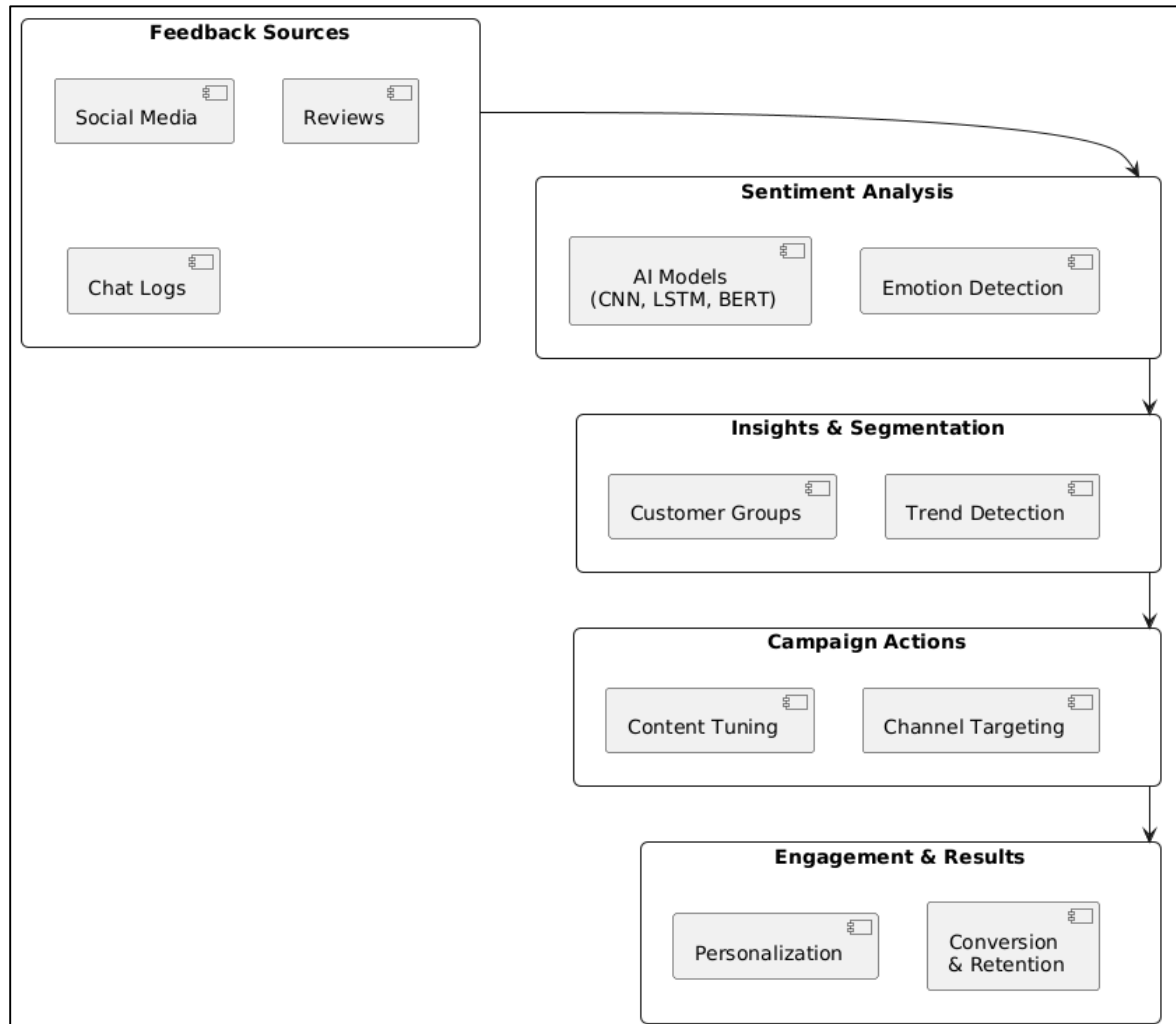 Feedback Sources
Social Media
Reviews
Chat Logs
Sentiment Analysis
AI Models
(CNN, LSTM, BERT)
Emotion Detection
Insights & Segmentation
Customer Groups
Trend Detection
Campaign Actions
Content Tuning
Channel Targeting
Engagement & Results
Personalization
Conversion
& Retention